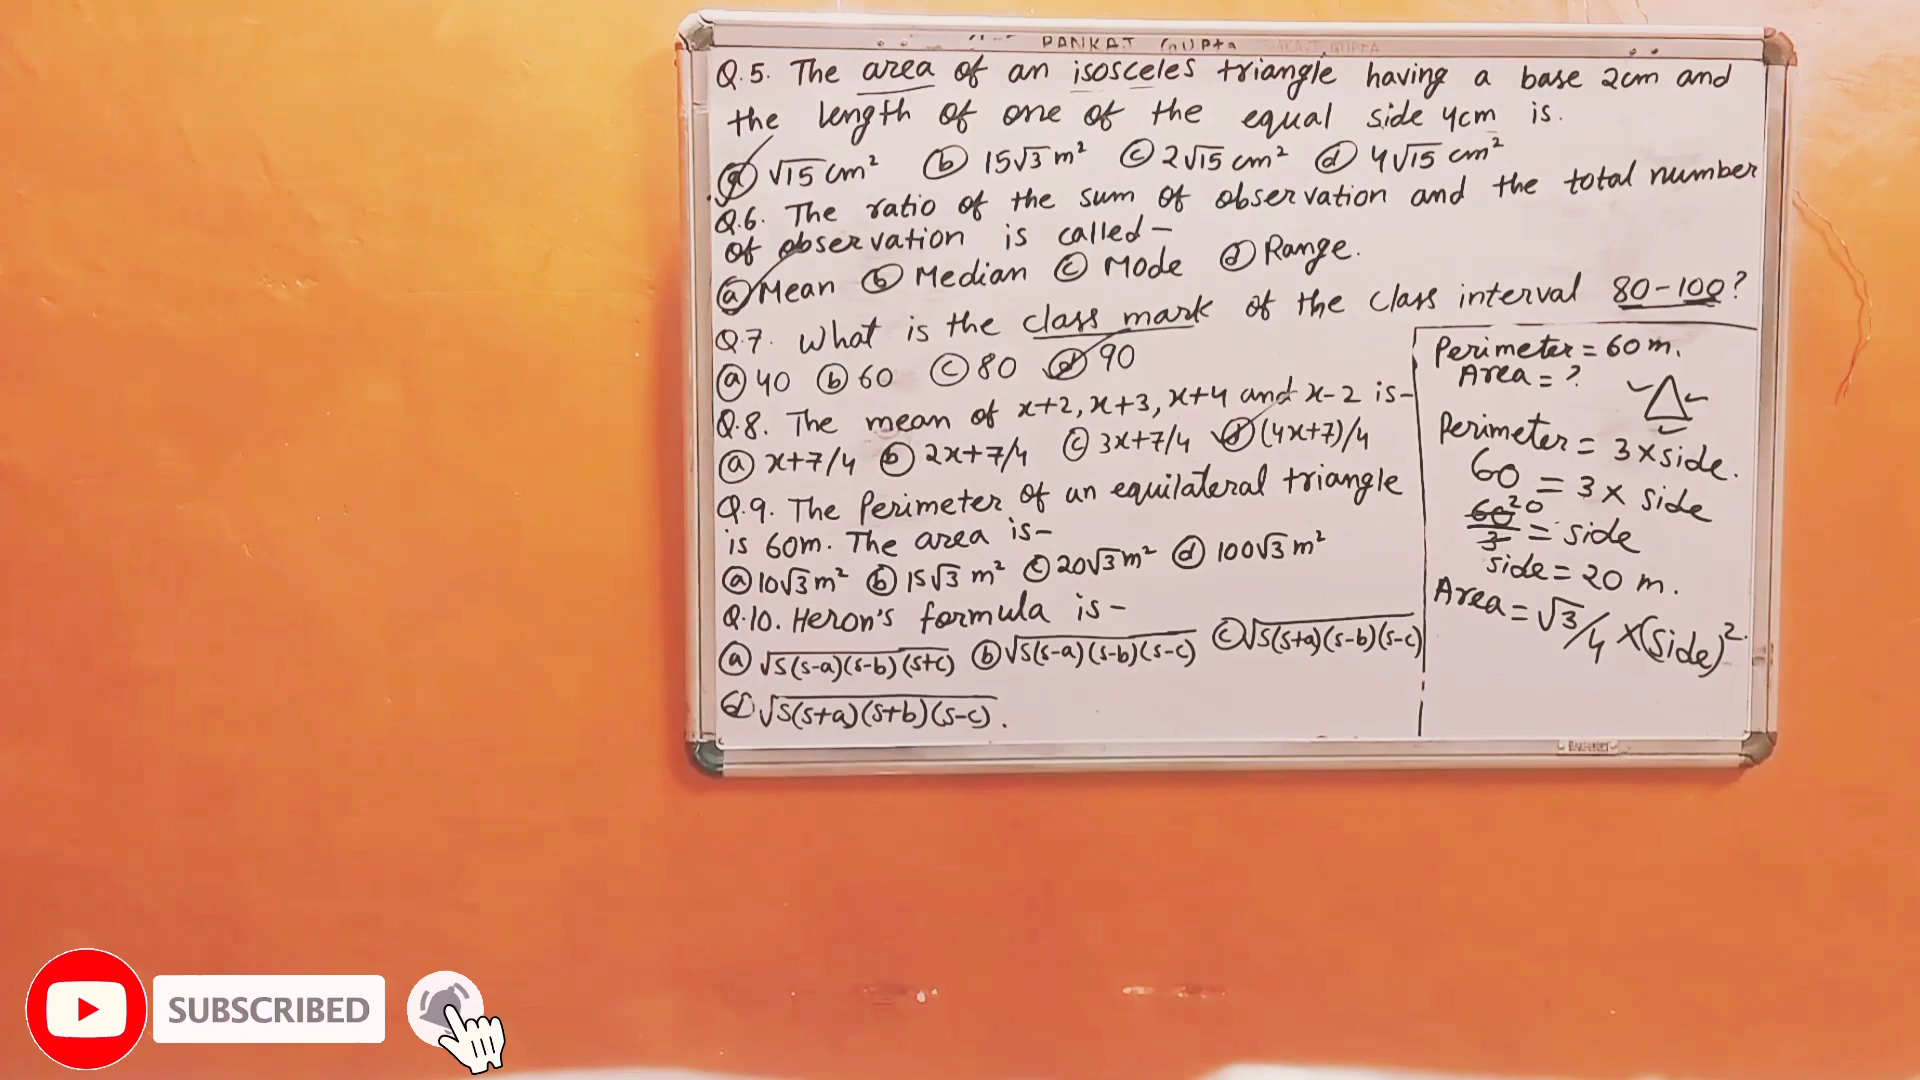 PANKAJ GUPTA
Q.5. The area of an isosceles triangle having a base 2cm and
the length of one of the equal side 4cm is.
(a) √15 cm² (b) 15√3 m² (c) 2√15 cm² (d) 4√15 cm²
Q.6. The ratio of the sum of observation and the total number
of observation is called-
(a) Mean (b) Median (c) Mode (d) Range.
Q.7. What is the class mark of the class interval 80-100?
(a) 40 (b) 60 (c) 80 (d) 90
Q.8. The mean of x+2, x+3, x+4 and x-2 is-
(a) x+7/4 (b) 2x+7/4 (c) 3x+7/4 (d) (4x+7)/4
Q.9. The Perimeter of an equilateral triangle
is 60m. The area is-
(a) 10√3 m² (b) 15√3 m² (c) 20√3 m² (d) 100√3 m²
Q.10. Heron's formula is-
(a) √s(s-a)(s-b)(s+c) (b) √s(s-a)(s-b)(s-c) (c) √s(s+a)(s-b)(s-c)
(d) √s(s+a)(s+b)(s-c).
Perimeter = 60 m.
Area = ?
Perimeter = 3 × side.
60 = 3 × side
60/3 20 = side
side = 20 m.
Area = √3/4 × (side)².
SUBSCRIBED